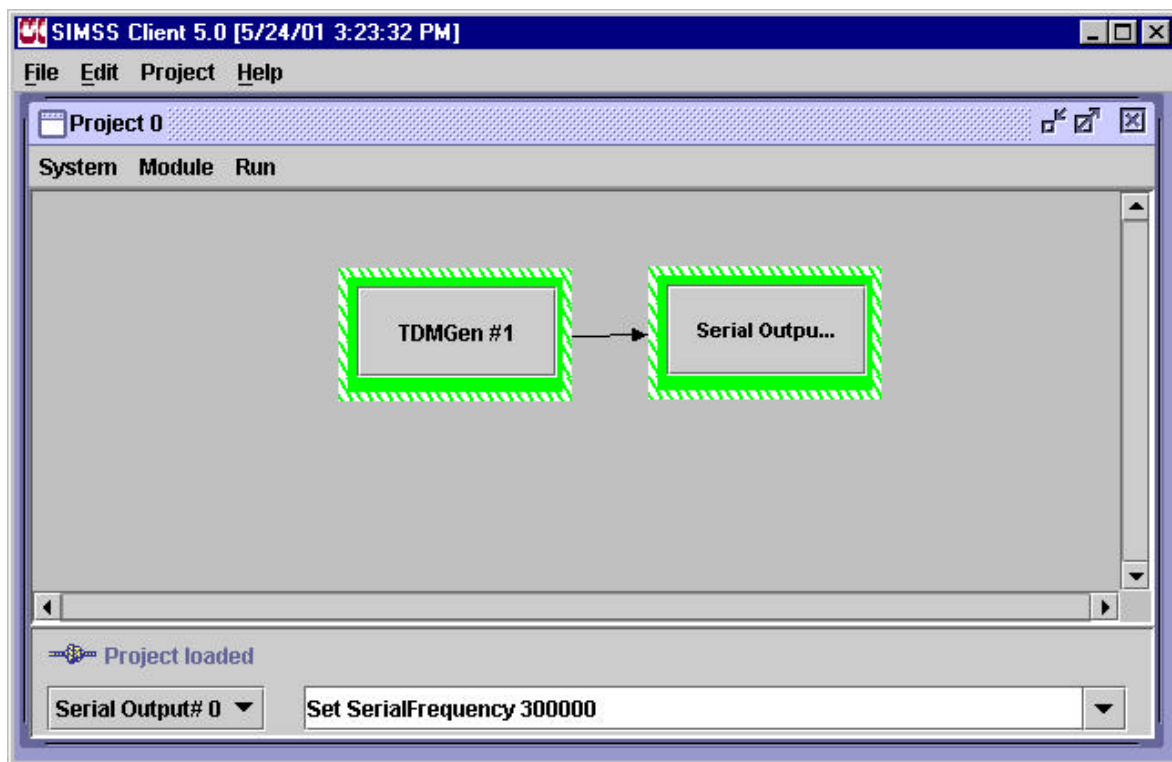 SIMSS Client 5.0 [5/24/01 3:23:32 PM]
File Edit Project Help
Project 0
System Module Run
TDMGen #1
Serial Outpu...
Project loaded
Serial Output# 0
Set SerialFrequency 300000